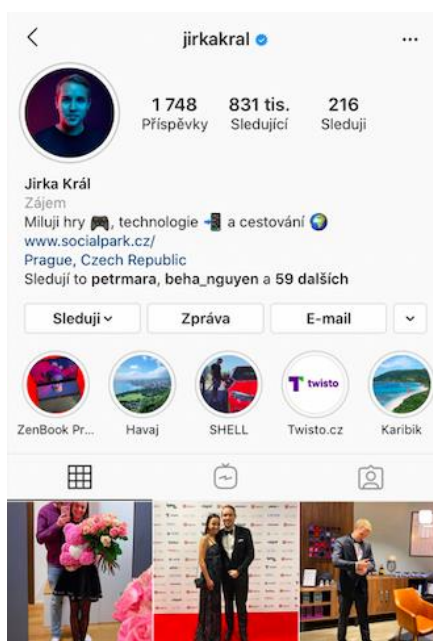 jirkakral
1 748 831 tis. 216
Příspěvky Sledující Sleduji
Jirka Král
Zájem
Miluji hry 🎮, technologie 📲 a cestování 🌍
www.socialpark.cz/
Prague, Czech Republic
Sledují to petrmara, beha_nguyen a 59 dalších
Sleduji Zpráva E-mail
twisto
ZenBook Pr... Havaj SHELL Twisto.cz Karibik